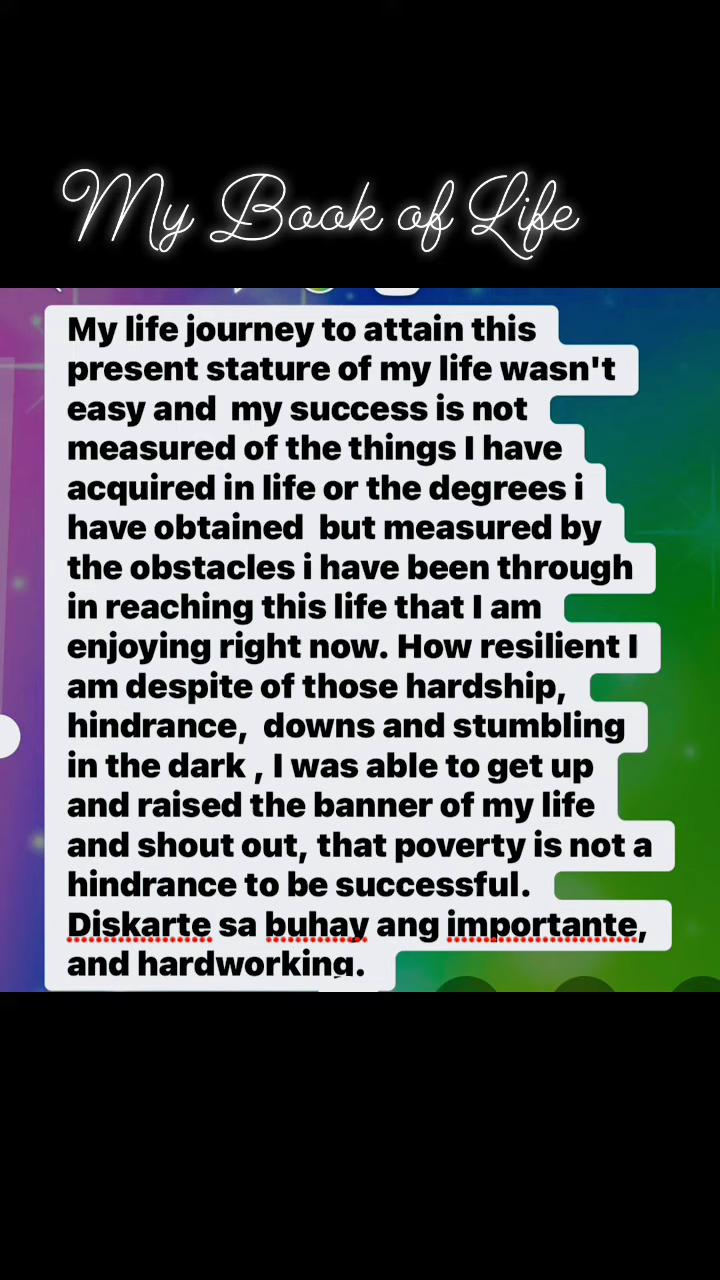 My Book of Life
My life journey to attain this
present stature of my life wasn't
easy and  my success is not
measured of the things I have
acquired in life or the degrees i
have obtained  but measured by
the obstacles i have been through
in reaching this life that I am
enjoying right now. How resilient I
am despite of those hardship,
hindrance,  downs and stumbling
in the dark , I was able to get up
and raised the banner of my life
and shout out, that poverty is not a
hindrance to be successful.
Diskarte sa buhay ang importante,
and hardworking.